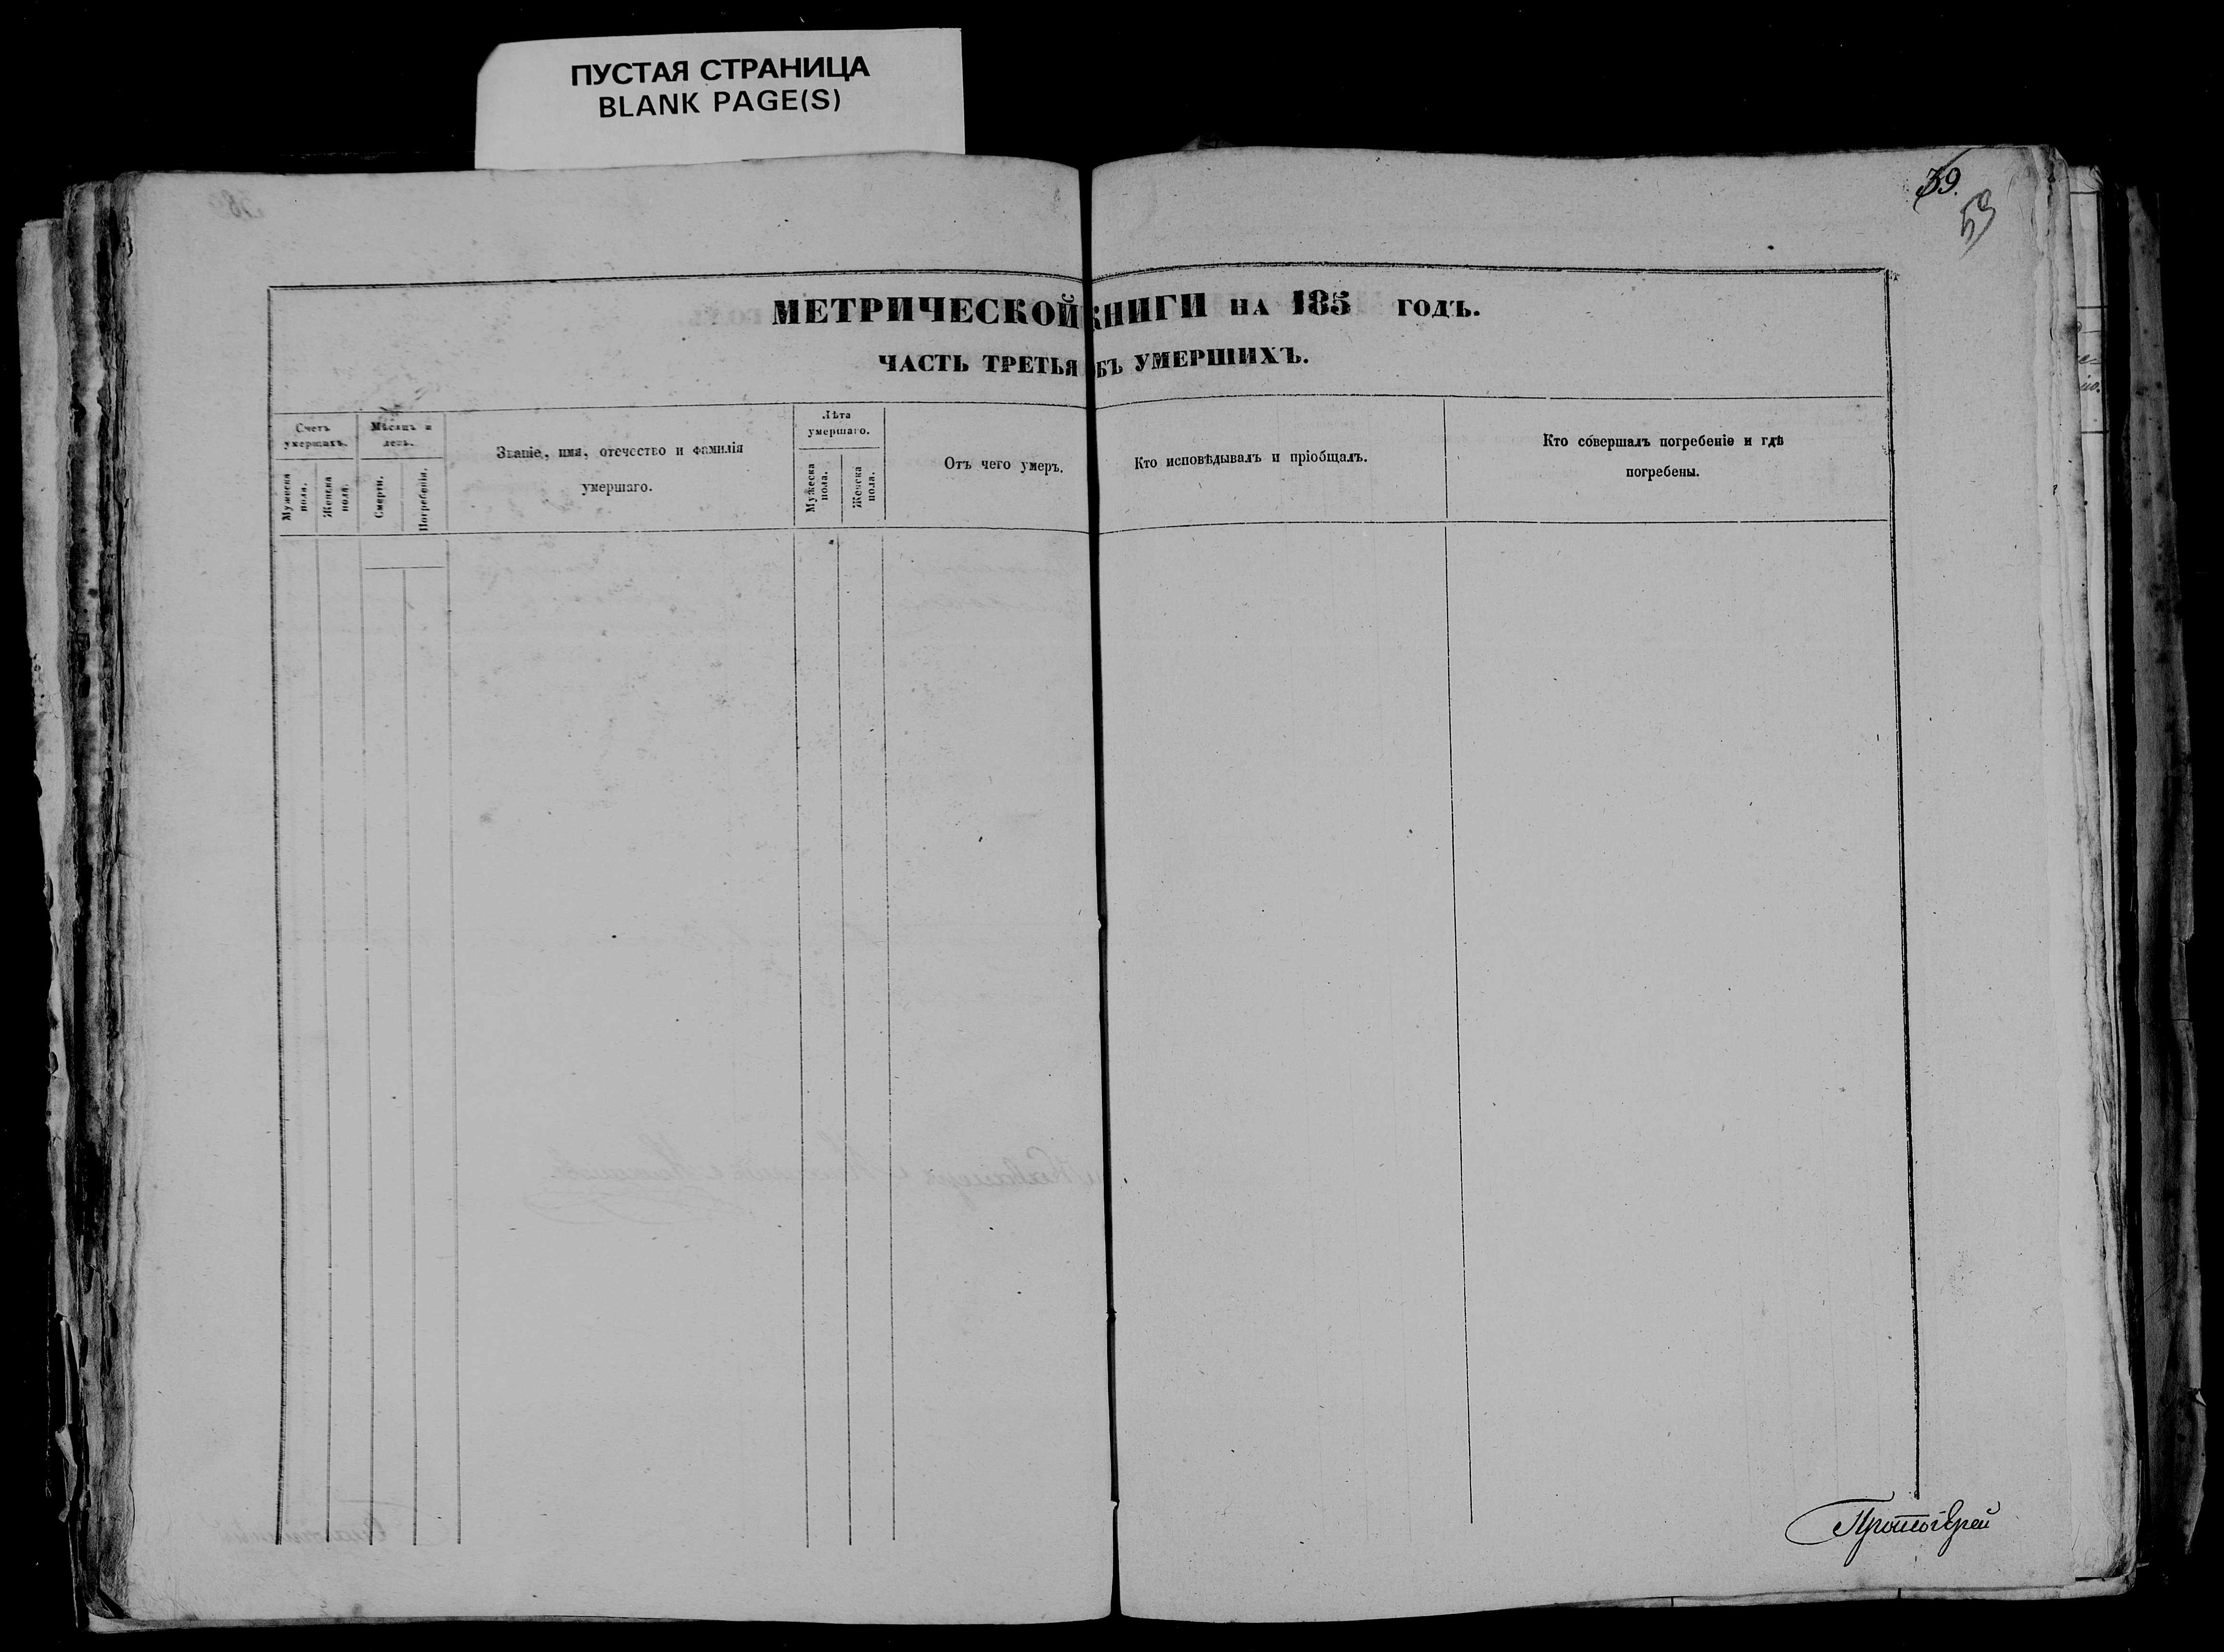 ПУСТАЯ СТРАНИЦА
BLANK PAGE(S)
39.
53
МЕТРИЧЕСКОЙ КНИГИ НА 185 ГОДЪ.
ЧАСТЬ ТРЕТЬЯ ОБЪ УМЕРШИХЪ.
Счетъ умершихъ.
Мужеска пола.
Женска пола.
Мѣсяцъ и день.
Смерти.
Погребенія.
Званіе, имя, отчество и фамилія
умершаго.
Лѣта умершаго.
Мужеска пола.
Женска пола.
Отъ чего умеръ.
Кто исповѣдывалъ и пріобщалъ.
Кто совершалъ погребеніе и гдѣ
погребены.
Протоіерей